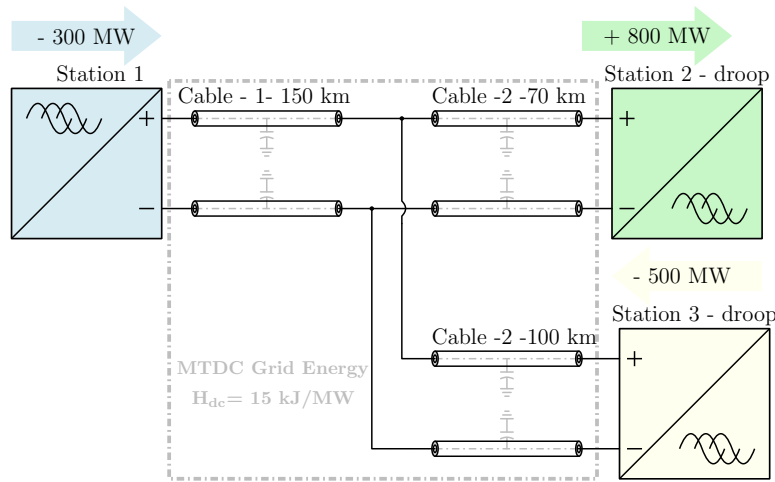 - 300 MW
+ 800 MW
Station 1
Station 2 - droop
Cable - 1- 150 km
Cable -2 -70 km
+
+
−
−
- 500 MW
Station 3 - droop
Cable -2 -100 km
+
MTDC Grid Energy
H_dc= 15 kJ/MW
−